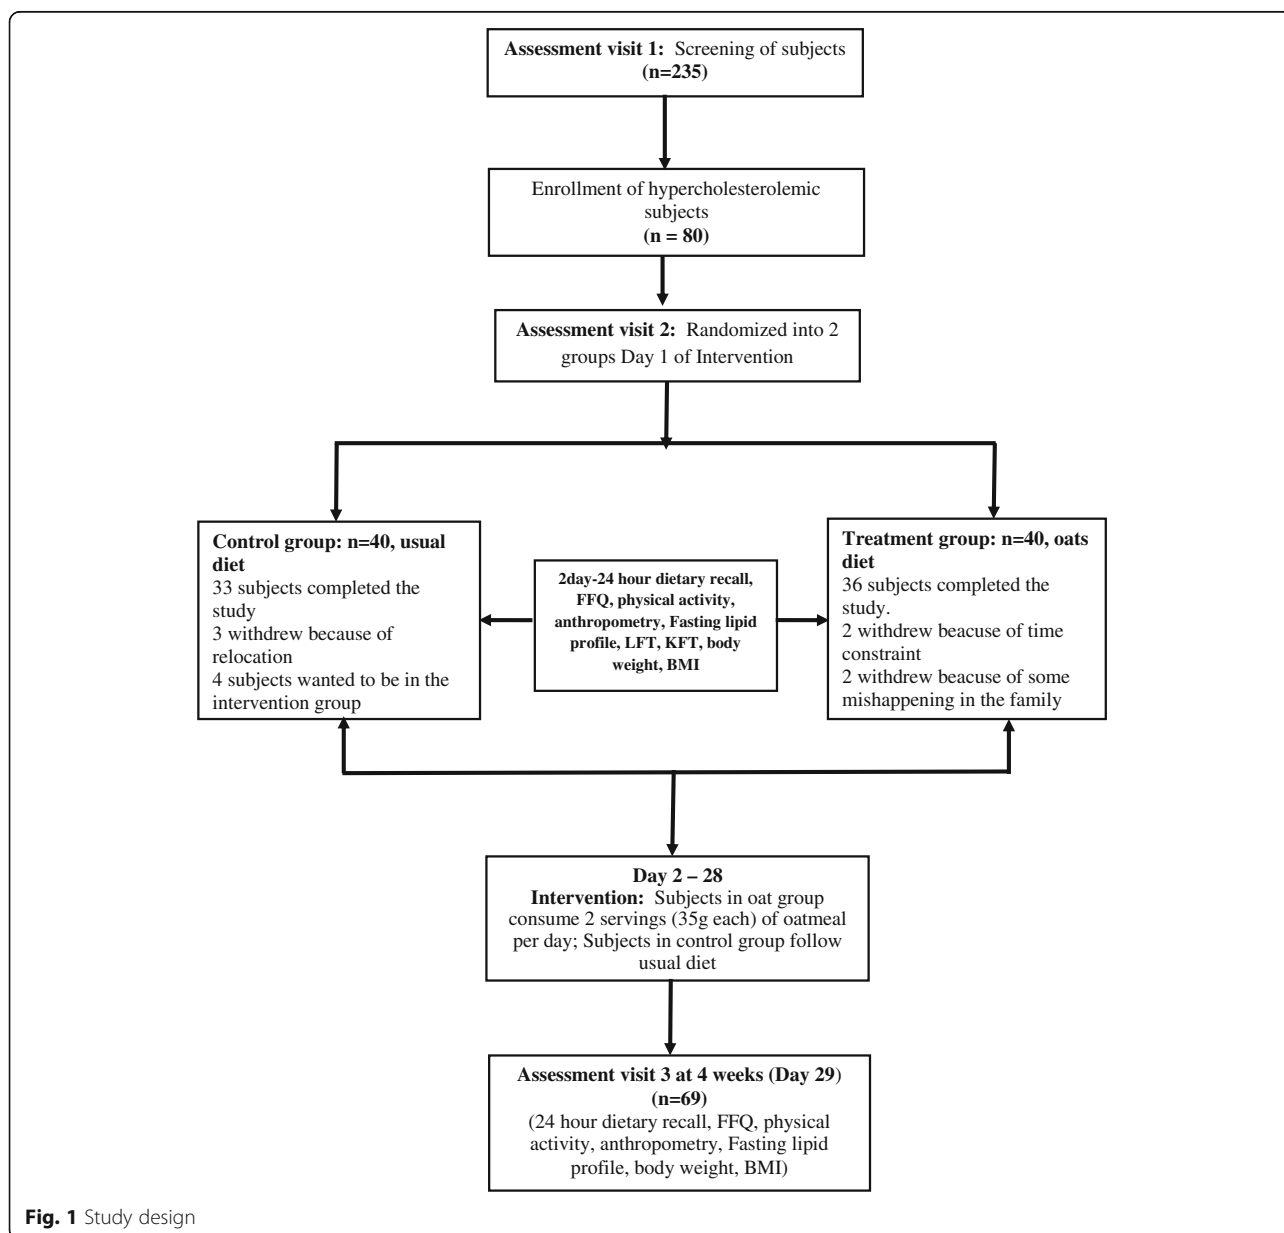 Assessment visit 1: Screening of subjects
(n=235)
Enrollment of hypercholesterolemic
subjects
(n = 80)
Assessment visit 2: Randomized into 2
groups Day 1 of Intervention
Control group: n=40, usual
diet
33 subjects completed the
study
3 withdrew because of
relocation
4 subjects wanted to be in the
intervention group
2day-24 hour dietary recall,
FFQ, physical activity,
anthropometry, Fasting lipid
profile, LFT, KFT, body
weight, BMI
Treatment group: n=40, oats
diet
36 subjects completed the
study.
2 withdrew beacuse of time
constraint
2 withdrew beacuse of some
mishappening in the family
Day 2 – 28
Intervention: Subjects in oat group
consume 2 servings (35g each) of oatmeal
per day; Subjects in control group follow
usual diet
Assessment visit 3 at 4 weeks (Day 29)
(n=69)
(24 hour dietary recall, FFQ, physical
activity, anthropometry, Fasting lipid
profile, body weight, BMI)
Fig. 1 Study design